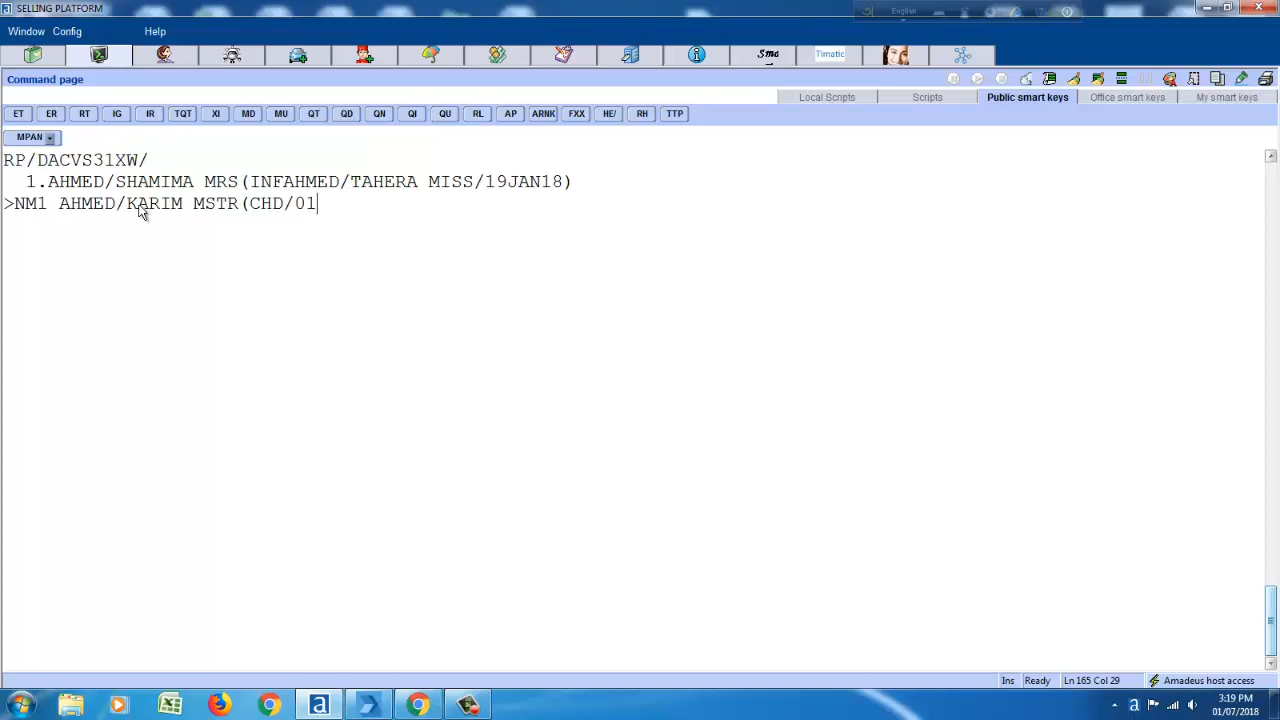 SELLING PLATFORM
English
Window Config Help
Sma Timatic
Command page
Local Scripts Scripts Public smart keys Office smart keys My smart keys
ET ER RT IG IR TQT XI MD MU QT QD QN QI QU RL AP ARNK FXX HE/ RH TTP
MPAN
RP/DACVS31XW/
1.AHMED/SHAMIMA MRS(INFAHMED/TAHERA MISS/19JAN18)
>NM1 AHMED/KARIM MSTR(CHD/01
Ins Ready Ln 165 Col 29 Amadeus host access
3:19 PM
01/07/2018